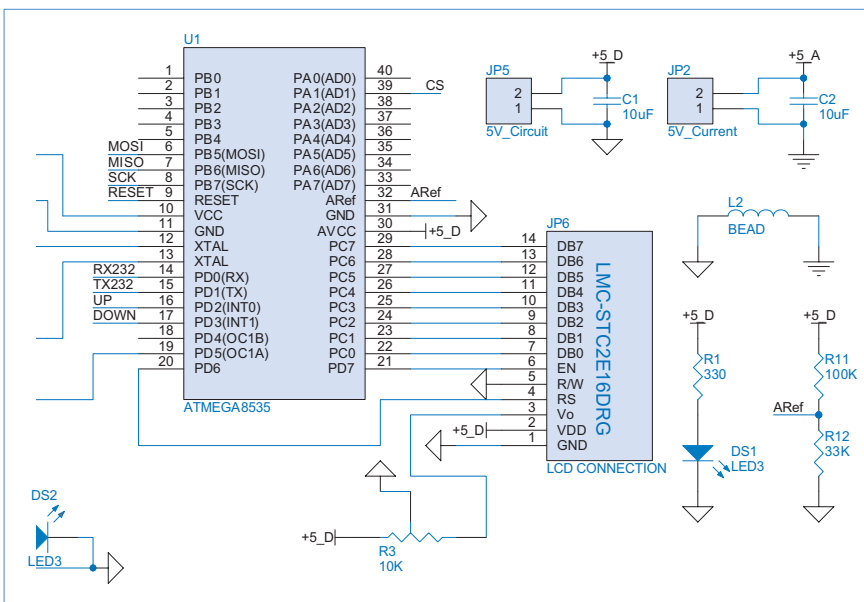 U1
1 PB0 PA0(AD0) 40
2 PB1 PA1(AD1) 39 CS
3 PB2 PA2(AD2) 38
4 PB3 PA3(AD3) 37
5 PB4 PA4(AD4) 36
MOSI 6 PB5(MOSI) PA5(AD5) 35
MISO 7 PB6(MISO) PA6(AD6) 34
SCK 8 PB7(SCK) PA7(AD7) 33
RESET 9 RESET ARef 32 ARef
10 VCC GND 31
11 GND AVCC 30 +5_D
12 XTAL PC7 29
13 XTAL PC6 28
RX232 14 PD0(RX) PC5 27
TX232 15 PD1(TX) PC4 26
UP 16 PD2(INT0) PC3 25
DOWN 17 PD3(INT1) PC2 24
18 PD4(OC1B) PC1 23
19 PD5(OC1A) PC0 22
20 PD6 PD7 21
ATMEGA8535
JP5
2
1
5V_Circuit
+5_D
C1
10uF
JP2
2
1
5V_Current
+5_A
C2
10uF
L2
BEAD
JP6
14 DB7
13 DB6
12 DB5
11 DB4
10 DB3
9 DB2
8 DB1
7 DB0
6 EN
5 R/W
4 RS
3 Vo
+5_D 2 VDD
1 GND
LMC-STC2E16DRG
LCD CONNECTION
+5_D
R1
330
DS1
LED3
+5_D
R11
100K
ARef
R12
33K
DS2
LED3
+5_D
R3
10K